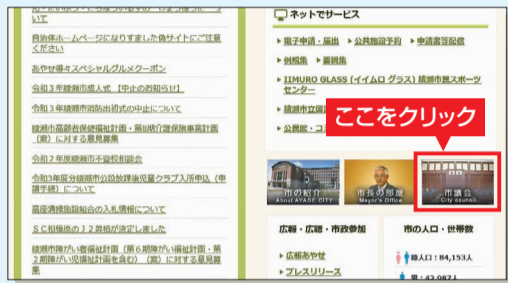 いて
自治体ホームページになりすました偽サイトにご注意
ください
あやせ得々スペシャルグルメクーポン
令和3年綾瀬市成人式 【中止のお知らせ】
令和3年綾瀬市消防出初式の中止について
綾瀬市高齢者保健福祉計画・第8期介護保険事業計画
(案)に対する意見募集
令和2年度綾瀬市不登校相談会
令和3年度分綾瀬市公設放課後児童クラブ入所申込(申
請手続)について
高座清掃施設組合の入札情報について
SC相模原のJ2昇格が決定しました
綾瀬市障がい者福祉計画(第6期障がい福祉計画・第
2期障がい児福祉計画を含む)(案)に対する意見募
集
ネットでサービス
電子申請・届出
公共施設予約
申請書等配信
例規集
要綱集
IIMURO GLASS (イイムロ グラス) 綾瀬市民スポーツ
センター
綾瀬市立図
公民館・コ
ここをクリック
市の紹介
About AYASE CITY
市長の部屋
Mayor's Office
市議会
City council
広報・広聴・市政参加
広報あやせ
プレスリリース
市の人口・世帯数
総人口:84,153人
男:42,987人